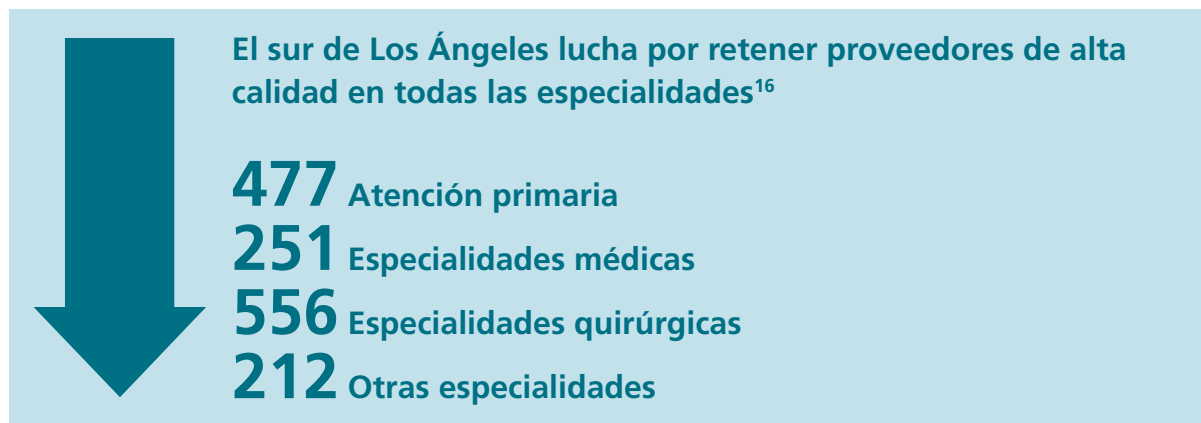 El sur de Los Ángeles lucha por retener proveedores de alta
calidad en todas las especialidades16
477 Atención primaria
251 Especialidades médicas
556 Especialidades quirúrgicas
212 Otras especialidades